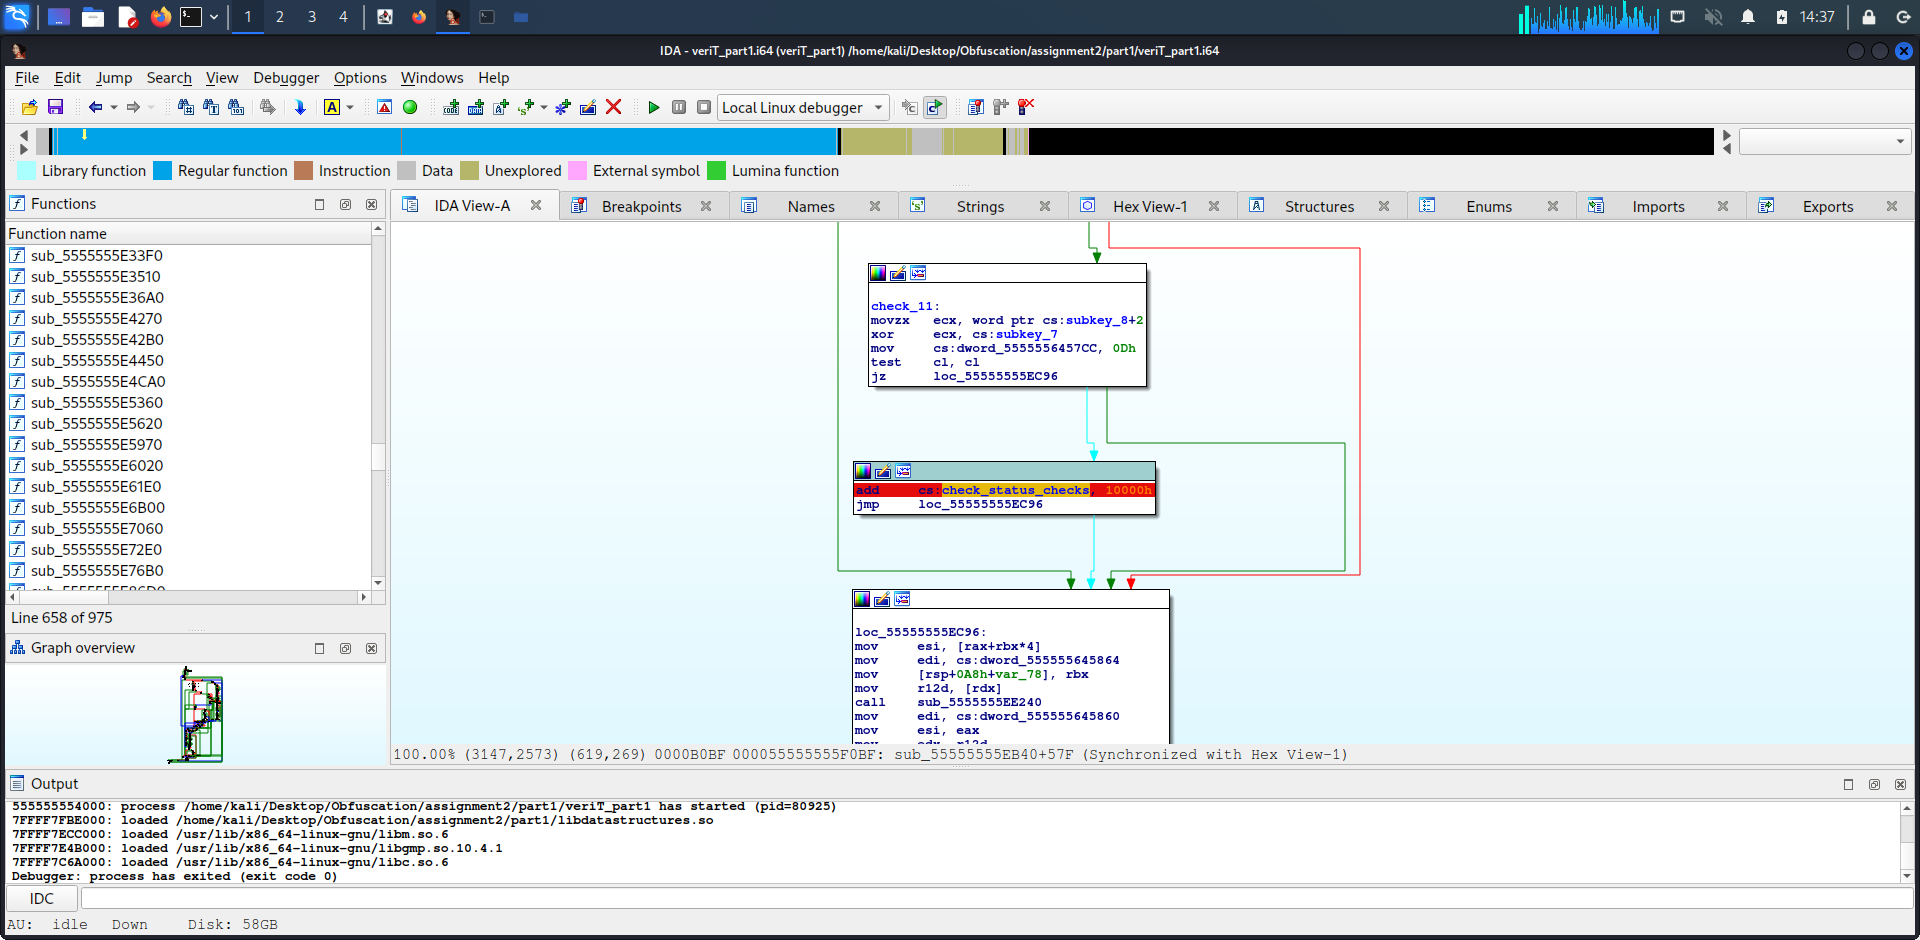 1 2 3 4 14:37
IDA - veriT_part1.i64 (veriT_part1) /home/kali/Desktop/Obfuscation/assignment2/part1/veriT_part1.i64
File Edit Jump Search View Debugger Options Windows Help
Local Linux debugger
Library function Regular function Instruction Data Unexplored External symbol Lumina function
Functions
IDA View-A Breakpoints Names Strings Hex View-1 Structures Enums Imports Exports
Function name
sub_5555555E33F0
sub_5555555E3510
sub_5555555E36A0
sub_5555555E4270
sub_5555555E42B0
sub_5555555E4450
sub_5555555E4CA0
sub_5555555E5360
sub_5555555E5620
sub_5555555E5970
sub_5555555E6020
sub_5555555E61E0
sub_5555555E6B00
sub_5555555E7060
sub_5555555E72E0
sub_5555555E76B0
Line 658 of 975
Graph overview
check_11:
movzx ecx, word ptr cs:subkey_8+2
xor ecx, cs:subkey_7
mov cs:dword_5555556457CC, 0Dh
test cl, cl
jz loc_55555555EC96
add cs:check_status_checks, 10000h
jmp loc_55555555EC96
loc_55555555EC96:
mov esi, [rax+rbx*4]
mov edi, cs:dword_555555645864
mov [rsp+0A8h+var_78], rbx
mov r12d, [rdx]
call sub_5555555EE240
mov edi, cs:dword_555555645860
mov esi, eax
mov edx, r12d
100.00% (3147,2573) (619,269) 0000B0BF 000055555555F0BF: sub_55555555EB40+57F (Synchronized with Hex View-1)
Output
555555554000: process /home/kali/Desktop/Obfuscation/assignment2/part1/veriT_part1 has started (pid=80925)
7FFFF7FBE000: loaded /home/kali/Desktop/Obfuscation/assignment2/part1/libdatastructures.so
7FFFF7ECC000: loaded /usr/lib/x86_64-linux-gnu/libm.so.6
7FFFF7E4B000: loaded /usr/lib/x86_64-linux-gnu/libgmp.so.10.4.1
7FFFF7C6A000: loaded /usr/lib/x86_64-linux-gnu/libc.so.6
Debugger: process has exited (exit code 0)
IDC
AU: idle Down Disk: 58GB